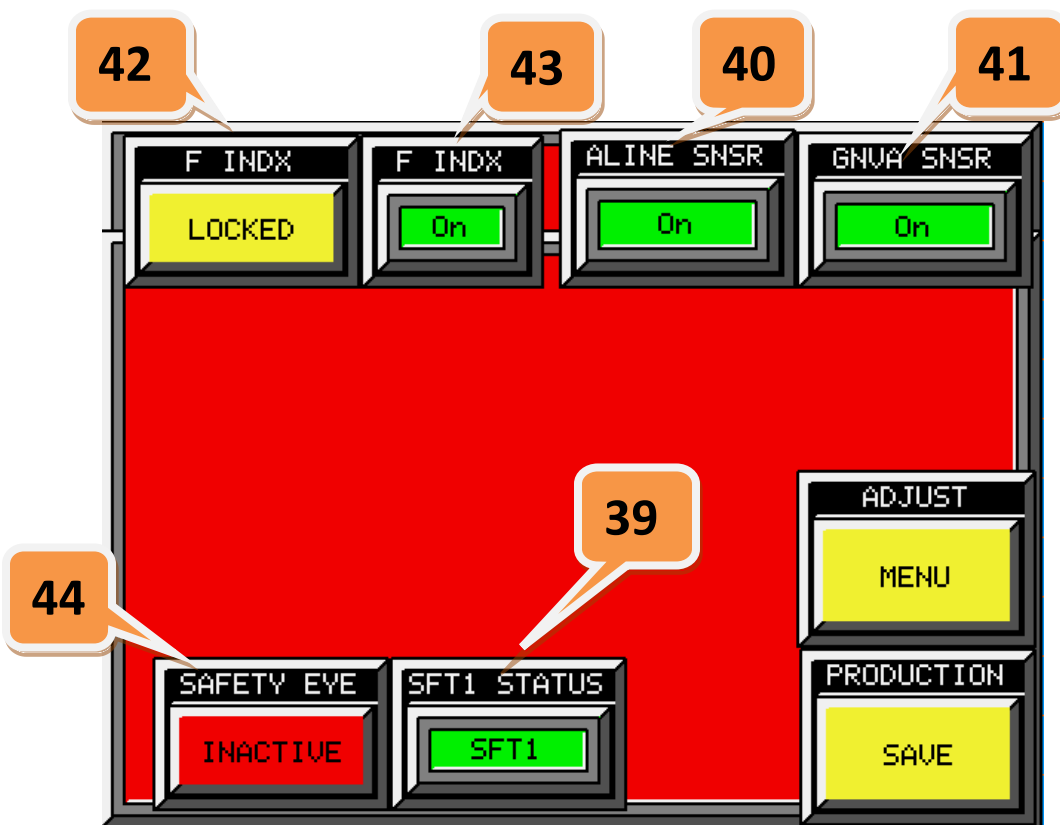 42
43
40
41
F INDX
LOCKED
F INDX
On
ALINE SNSR
On
GNVA SNSR
On
39
ADJUST
MENU
44
SAFETY EYE
INACTIVE
SFT1 STATUS
SFT1
PRODUCTION
SAVE